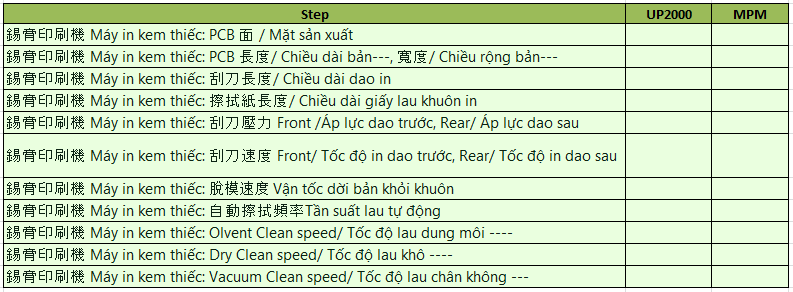 Step UP2000 MPM
錫膏印刷機 Máy in kem thiếc: PCB 面 / Mặt sản xuất
錫膏印刷機 Máy in kem thiếc: PCB 長度/ Chiều dài bản---, 寬度/ Chiều rộng bản---
錫膏印刷機 Máy in kem thiếc: 刮刀長度/ Chiều dài dao in
錫膏印刷機 Máy in kem thiếc: 擦拭紙長度/ Chiều dài giấy lau khuôn in
錫膏印刷機 Máy in kem thiếc: 刮刀壓力 Front /Áp lực dao trước, Rear/ Áp lực dao sau
錫膏印刷機 Máy in kem thiếc: 刮刀速度 Front/ Tốc độ in dao trước, Rear/ Tốc độ in dao sau
錫膏印刷機 Máy in kem thiếc: 脫模速度 Vận tốc dời bản khỏi khuôn
錫膏印刷機 Máy in kem thiếc: 自動擦拭頻率Tần suất lau tự động
錫膏印刷機 Máy in kem thiếc: Olvent Clean speed/ Tốc độ lau dung môi ----
錫膏印刷機 Máy in kem thiếc: Dry Clean speed/ Tốc độ lau khô ----
錫膏印刷機 Máy in kem thiếc: Vacuum Clean speed/ Tốc độ lau chân không ---